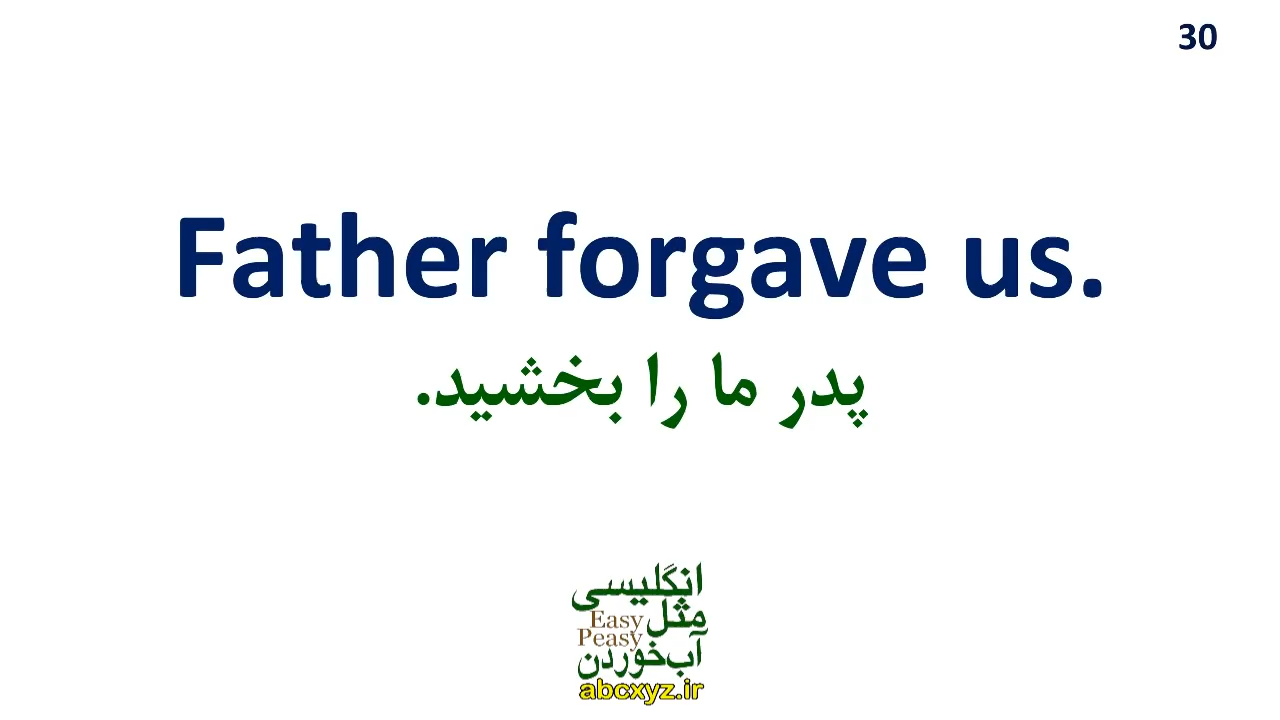 30
Father forgave us.
پدر ما را بخشید.
انگلیسی
مثل
Easy
Peasy
آب‌خوردن
abcxyz.ir